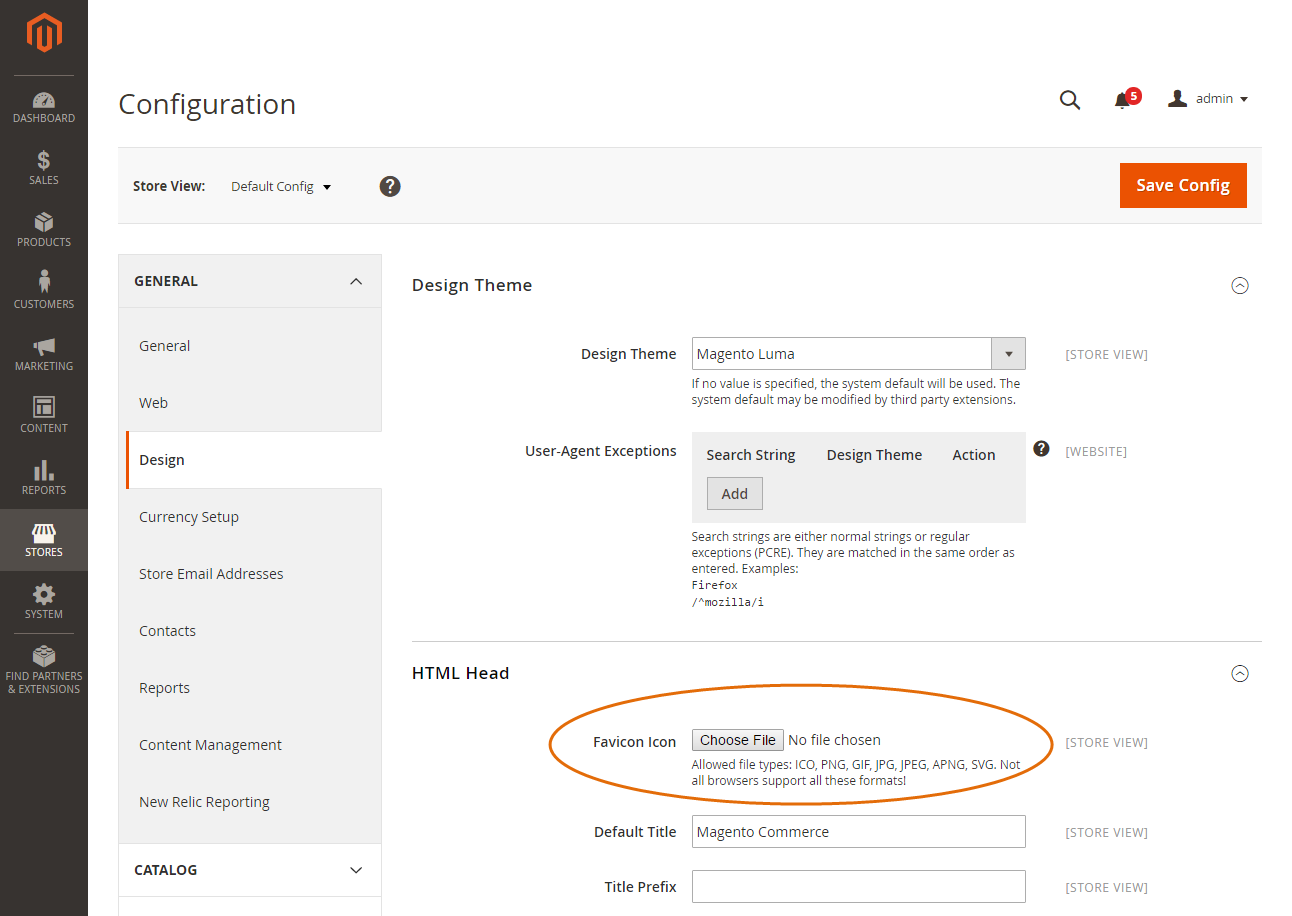 DASHBOARD
SALES
PRODUCTS
CUSTOMERS
MARKETING
CONTENT
REPORTS
STORES
SYSTEM
FIND PARTNERS
& EXTENSIONS
Configuration
5
admin
Store View:
Default Config
?
Save Config
GENERAL
General
Web
Design
Currency Setup
Store Email Addresses
Contacts
Reports
Content Management
New Relic Reporting
CATALOG
Design Theme
Design Theme
Magento Luma
[STORE VIEW]
If no value is specified, the system default will be used. The
system default may be modified by third party extensions.
User-Agent Exceptions
Search String
Design Theme
Action
?
[WEBSITE]
Add
Search strings are either normal strings or regular
exceptions (PCRE). They are matched in the same order as
entered. Examples:
Firefox
/^mozilla/i
HTML Head
Favicon Icon
Choose File No file chosen
[STORE VIEW]
Allowed file types: ICO, PNG, GIF, JPG, JPEG, APNG, SVG. Not
all browsers support all these formats!
Default Title
Magento Commerce
[STORE VIEW]
Title Prefix
[STORE VIEW]